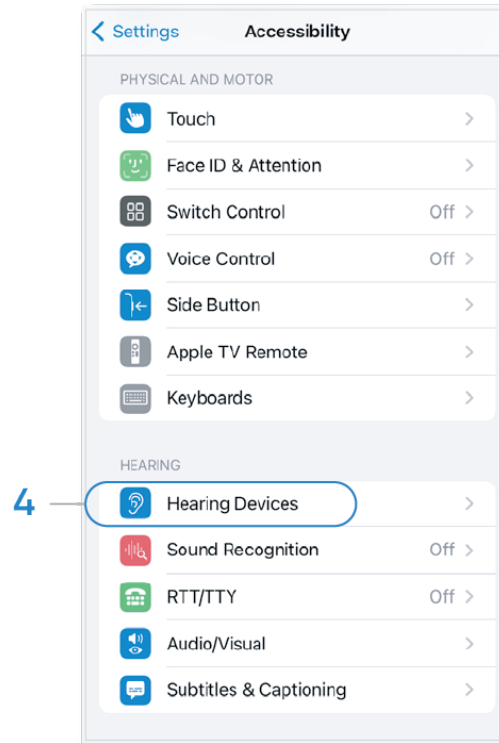 Settings Accessibility
PHYSICAL AND MOTOR
Touch
Face ID & Attention
Switch Control Off
Voice Control Off
Side Button
Apple TV Remote
Keyboards
HEARING
4 Hearing Devices
Sound Recognition Off
RTT/TTY Off
Audio/Visual
Subtitles & Captioning